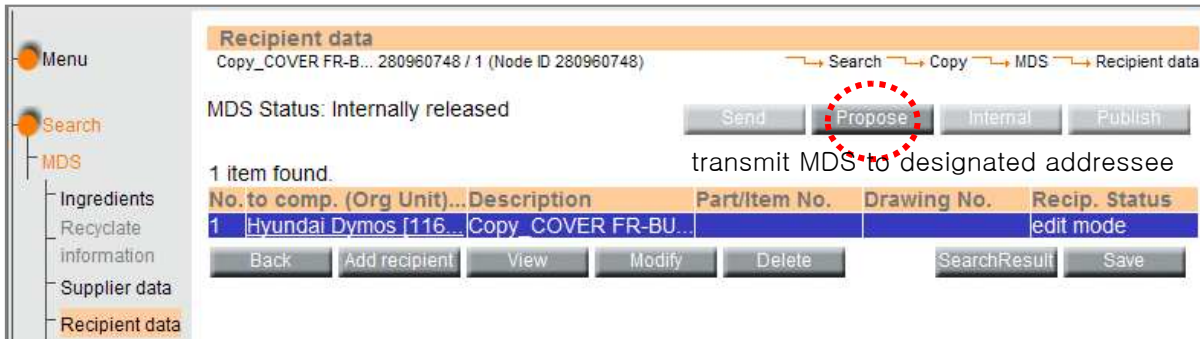 Menu
Search
MDS
Ingredients
Recyclate
information
Supplier data
Recipient data
Recipient data
Copy_COVER FR-B... 280960748 / 1 (Node ID 280960748)
Search Copy MDS Recipient data
MDS Status: Internally released
Send Propose Internal Publish
transmit MDS to designated addressee
1 item found.
No. to comp. (Org Unit)... Description Part/Item No. Drawing No. Recip. Status
1 Hyundai Dymos [116... Copy_COVER FR-BU... edit mode
Back Add recipient View Modify Delete SearchResult Save